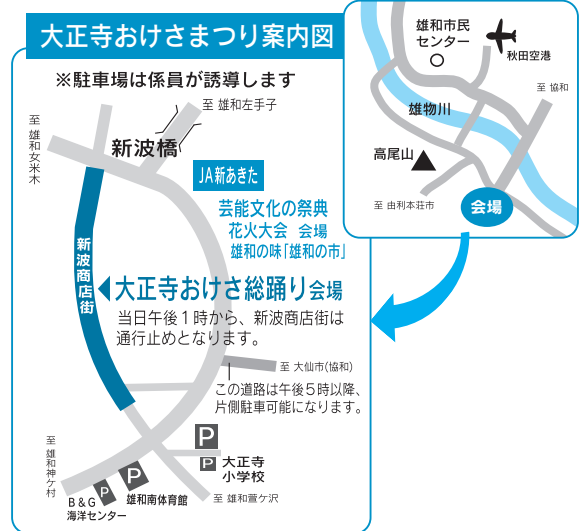 大正寺おけさまつり案内図
※駐車場は係員が誘導します
至 雄和左手子
至 雄和女米木
新波橋
JA新あきた
芸能文化の祭典
花火大会 会場
雄和の味「雄和の市」
新波商店街
大正寺おけさ総踊り会場
当日午後1時から、新波商店街は
通行止めとなります。
至 大仙市(協和)
この道路は午後5時以降、
片側駐車可能になります。
至 雄和神ケ村
P
P
大正寺
小学校
P
P
B&G
海洋センター
雄和南体育館
至 雄和萱ケ沢
雄和市民
センター
秋田空港
至 協和
雄物川
高尾山
至 由利本荘市
会場